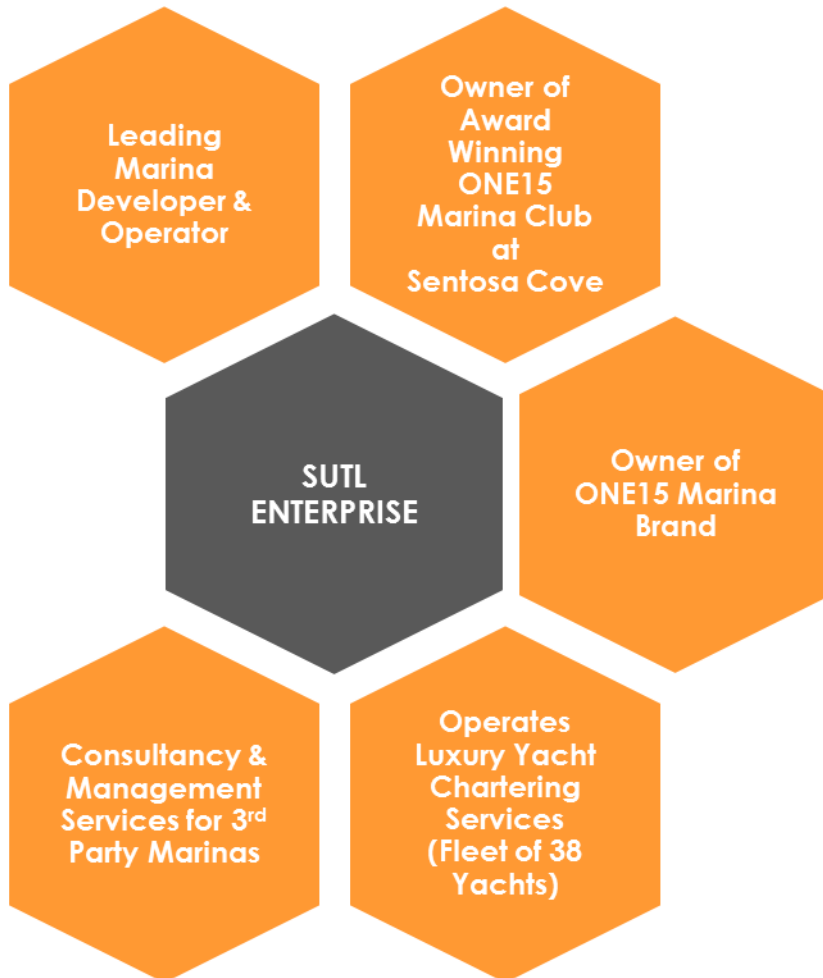 Leading
Marina
Developer &
Operator
Owner of
Award
Winning
ONE15
Marina Club
at
Sentosa Cove
SUTL
ENTERPRISE
Owner of
ONE15 Marina
Brand
Consultancy &
Management
Services for 3rd
Party Marinas
Operates
Luxury Yacht
Chartering
Services
(Fleet of 38
Yachts)